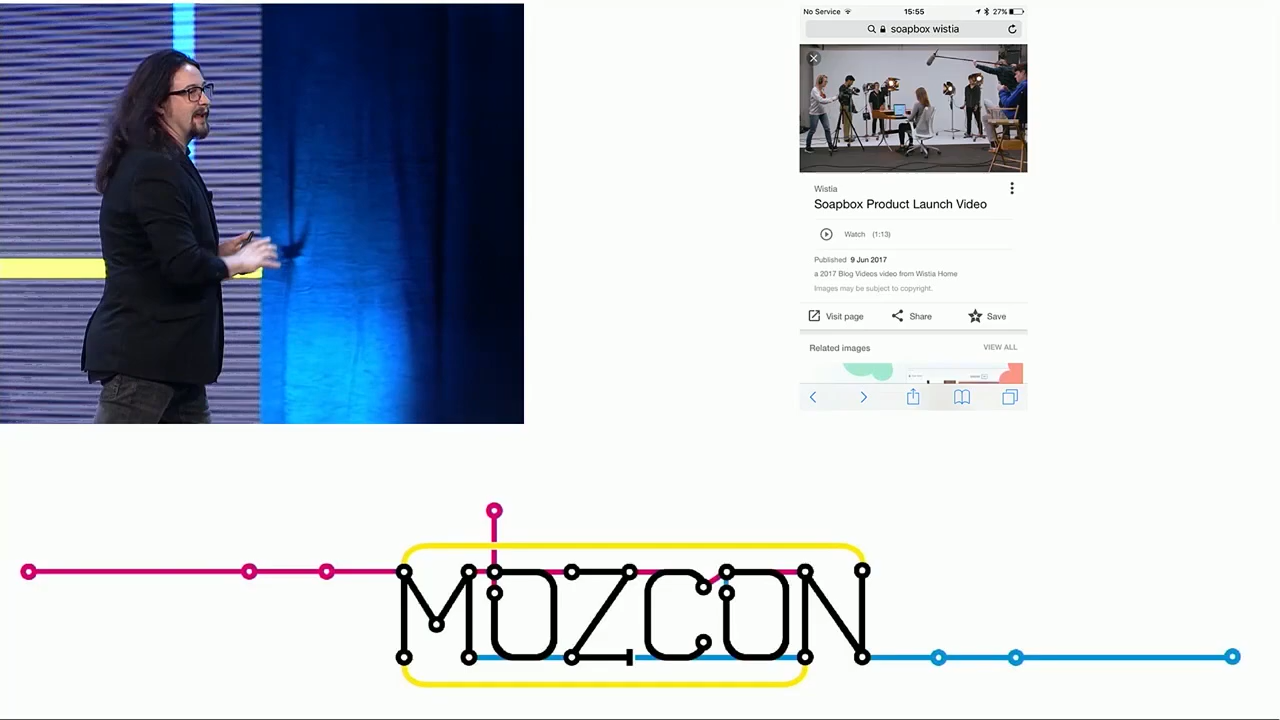 No Service
15:55
27%
soapbox wistia
Wistia
Soapbox Product Launch Video
Watch (1:13)
Published 9 Jun 2017
a 2017 Blog Videos video from Wistia Home
Images may be subject to copyright.
Visit page
Share
Save
Related images
VIEW ALL
MOZCON